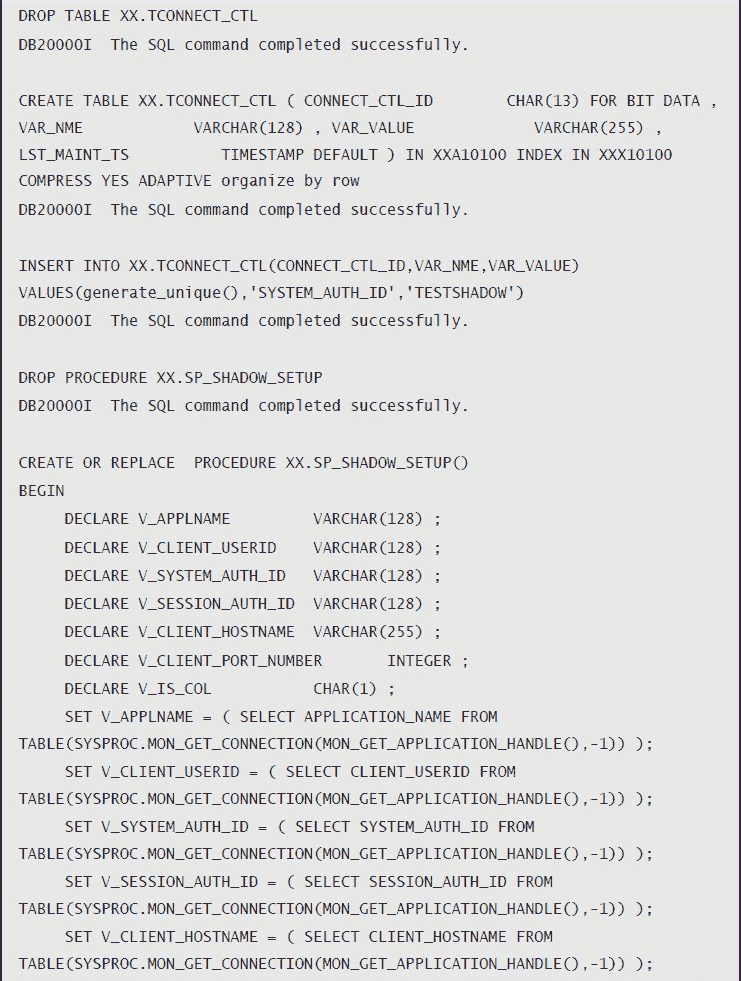 DROP TABLE XX.TCONNECT_CTL
DB20000I  The SQL command completed successfully.
CREATE TABLE XX.TCONNECT_CTL ( CONNECT_CTL_ID        CHAR(13) FOR BIT DATA ,
VAR_NME            VARCHAR(128) , VAR_VALUE             VARCHAR(255) ,
LST_MAINT_TS          TIMESTAMP DEFAULT ) IN XXA10100 INDEX IN XXX10100
COMPRESS YES ADAPTIVE organize by row
DB20000I  The SQL command completed successfully.
INSERT INTO XX.TCONNECT_CTL(CONNECT_CTL_ID,VAR_NME,VAR_VALUE)
VALUES(generate_unique(),'SYSTEM_AUTH_ID','TESTSHADOW')
DB20000I  The SQL command completed successfully.
DROP PROCEDURE XX.SP_SHADOW_SETUP
DB20000I  The SQL command completed successfully.
CREATE OR REPLACE  PROCEDURE XX.SP_SHADOW_SETUP()
BEGIN
     DECLARE V_APPLNAME         VARCHAR(128) ;
     DECLARE V_CLIENT_USERID    VARCHAR(128) ;
     DECLARE V_SYSTEM_AUTH_ID   VARCHAR(128) ;
     DECLARE V_SESSION_AUTH_ID  VARCHAR(128) ;
     DECLARE V_CLIENT_HOSTNAME  VARCHAR(255) ;
     DECLARE V_CLIENT_PORT_NUMBER       INTEGER ;
     DECLARE V_IS_COL           CHAR(1) ;
     SET V_APPLNAME = ( SELECT APPLICATION_NAME FROM
TABLE(SYSPROC.MON_GET_CONNECTION(MON_GET_APPLICATION_HANDLE(),-1)) );
     SET V_CLIENT_USERID = ( SELECT CLIENT_USERID FROM
TABLE(SYSPROC.MON_GET_CONNECTION(MON_GET_APPLICATION_HANDLE(),-1)) );
     SET V_SYSTEM_AUTH_ID = ( SELECT SYSTEM_AUTH_ID FROM
TABLE(SYSPROC.MON_GET_CONNECTION(MON_GET_APPLICATION_HANDLE(),-1)) );
     SET V_SESSION_AUTH_ID = ( SELECT SESSION_AUTH_ID FROM
TABLE(SYSPROC.MON_GET_CONNECTION(MON_GET_APPLICATION_HANDLE(),-1)) );
     SET V_CLIENT_HOSTNAME = ( SELECT CLIENT_HOSTNAME FROM
TABLE(SYSPROC.MON_GET_CONNECTION(MON_GET_APPLICATION_HANDLE(),-1)) );